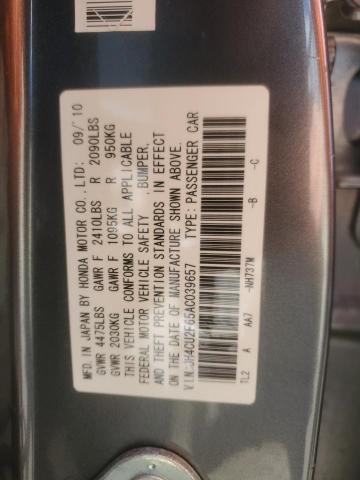 MFD. IN JAPAN BY HONDA MOTOR CO., LTD. 09/'10
GVWR 4475LBS GAWR F 2410LBS R 2090LBS
GVWR 2030KG GAWR F 1095KG R 950KG
THIS VEHICLE CONFORMS TO ALL APPLICABLE
FEDERAL MOTOR VEHICLE SAFETY , BUMPER,
AND THEFT PREVENTION STANDARDS IN EFFECT
ON THE DATE OF MANUFACTURE SHOWN ABOVE.
V.I.N.:JH4CU2F65AC039657 TYPE: PASSENGER CAR
TL2 A AA7 -NH737M -B -C